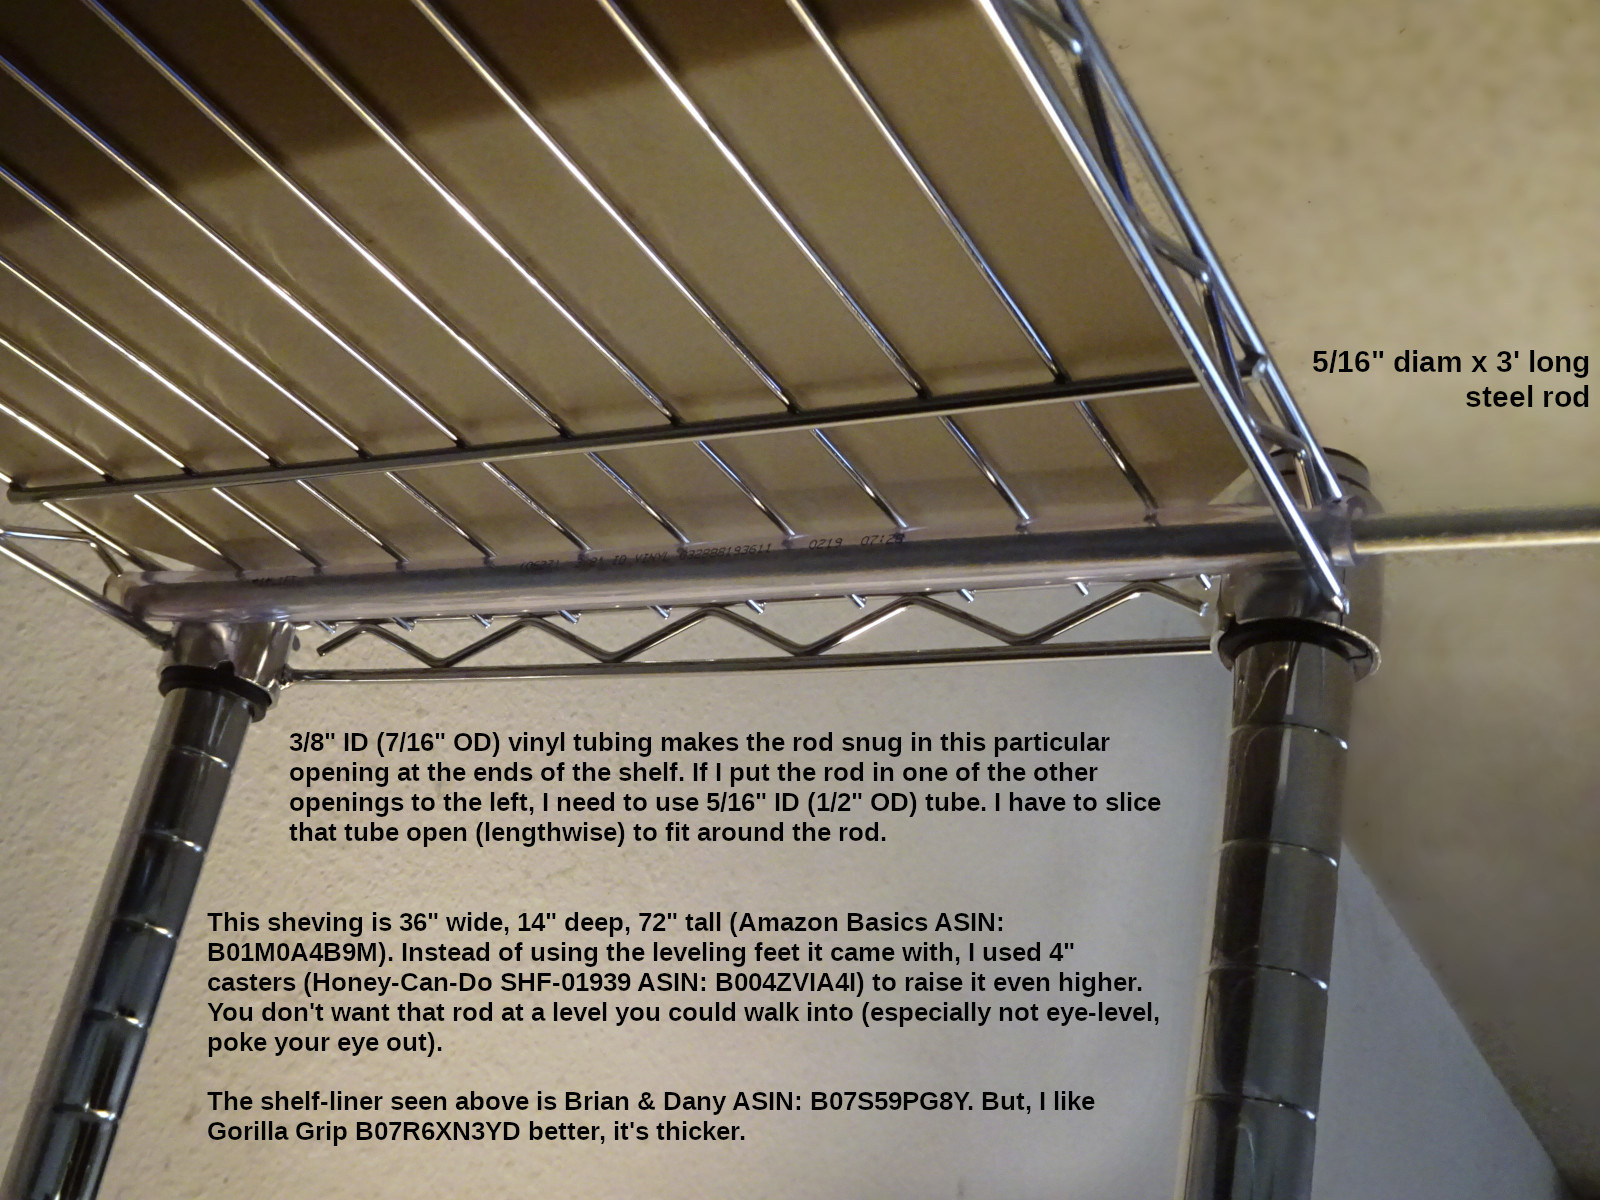 5/16" diam x 3' long
steel rod
ID VINYL 032888193611 0219
3/8" ID (7/16" OD) vinyl tubing makes the rod snug in this particular
opening at the ends of the shelf. If I put the rod in one of the other
openings to the left, I need to use 5/16" ID (1/2" OD) tube. I have to slice
that tube open (lengthwise) to fit around the rod.
This sheving is 36" wide, 14" deep, 72" tall (Amazon Basics ASIN:
B01M0A4B9M). Instead of using the leveling feet it came with, I used 4"
casters (Honey-Can-Do SHF-01939 ASIN: B004ZVIA4I) to raise it even higher.
You don't want that rod at a level you could walk into (especially not eye-level,
poke your eye out).
The shelf-liner seen above is Brian & Dany ASIN: B07S59PG8Y. But, I like
Gorilla Grip B07R6XN3YD better, it's thicker.